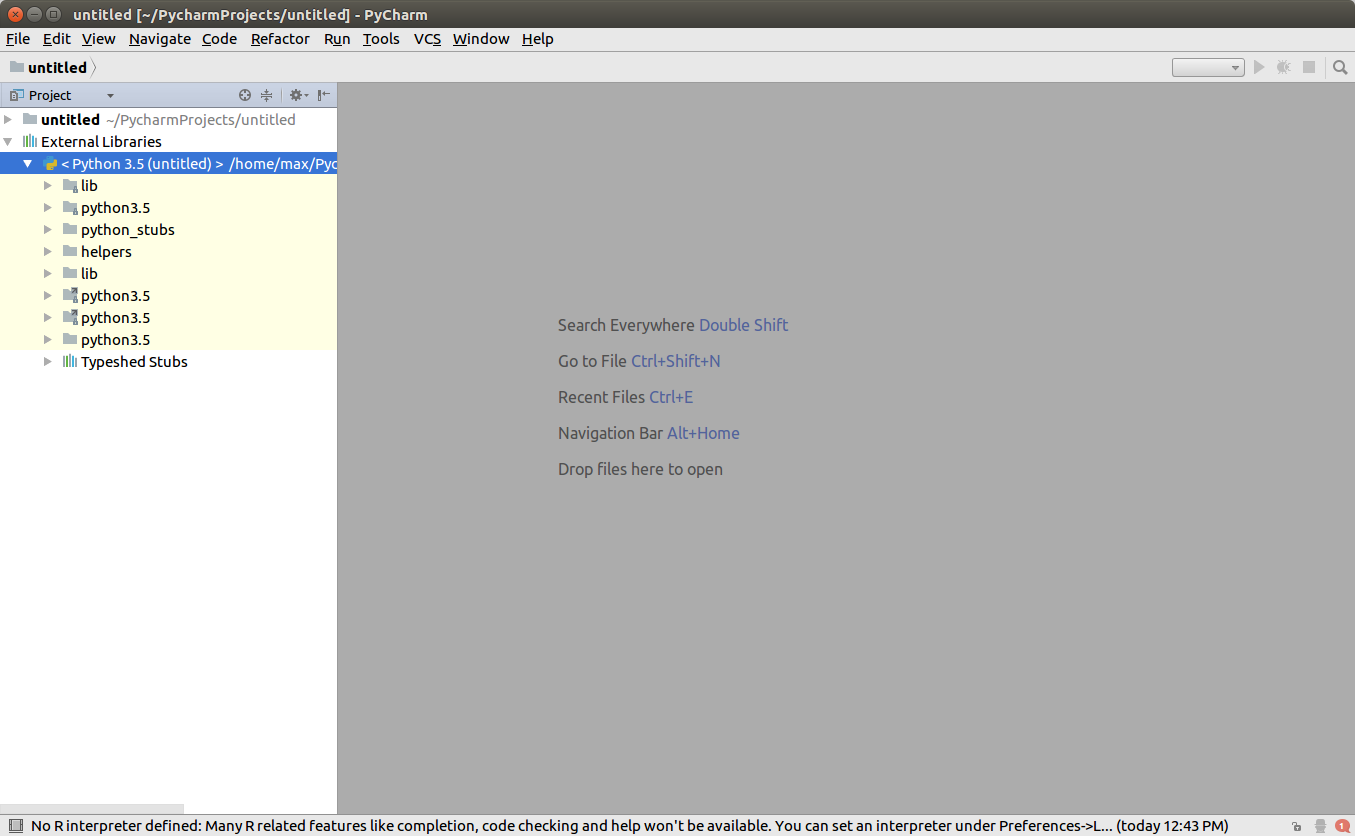 untitled [~/PycharmProjects/untitled] - PyCharm
File Edit View Navigate Code Refactor Run Tools VCS Window Help
untitled
Project
untitled ~/PycharmProjects/untitled
External Libraries
< Python 3.5 (untitled) > /home/max/Pyc
lib
python3.5
python_stubs
helpers
lib
python3.5
python3.5
python3.5
Typeshed Stubs
Search Everywhere Double Shift
Go to File Ctrl+Shift+N
Recent Files Ctrl+E
Navigation Bar Alt+Home
Drop files here to open
No R interpreter defined: Many R related features like completion, code checking and help won't be available. You can set an interpreter under Preferences->L... (today 12:43 PM) 1